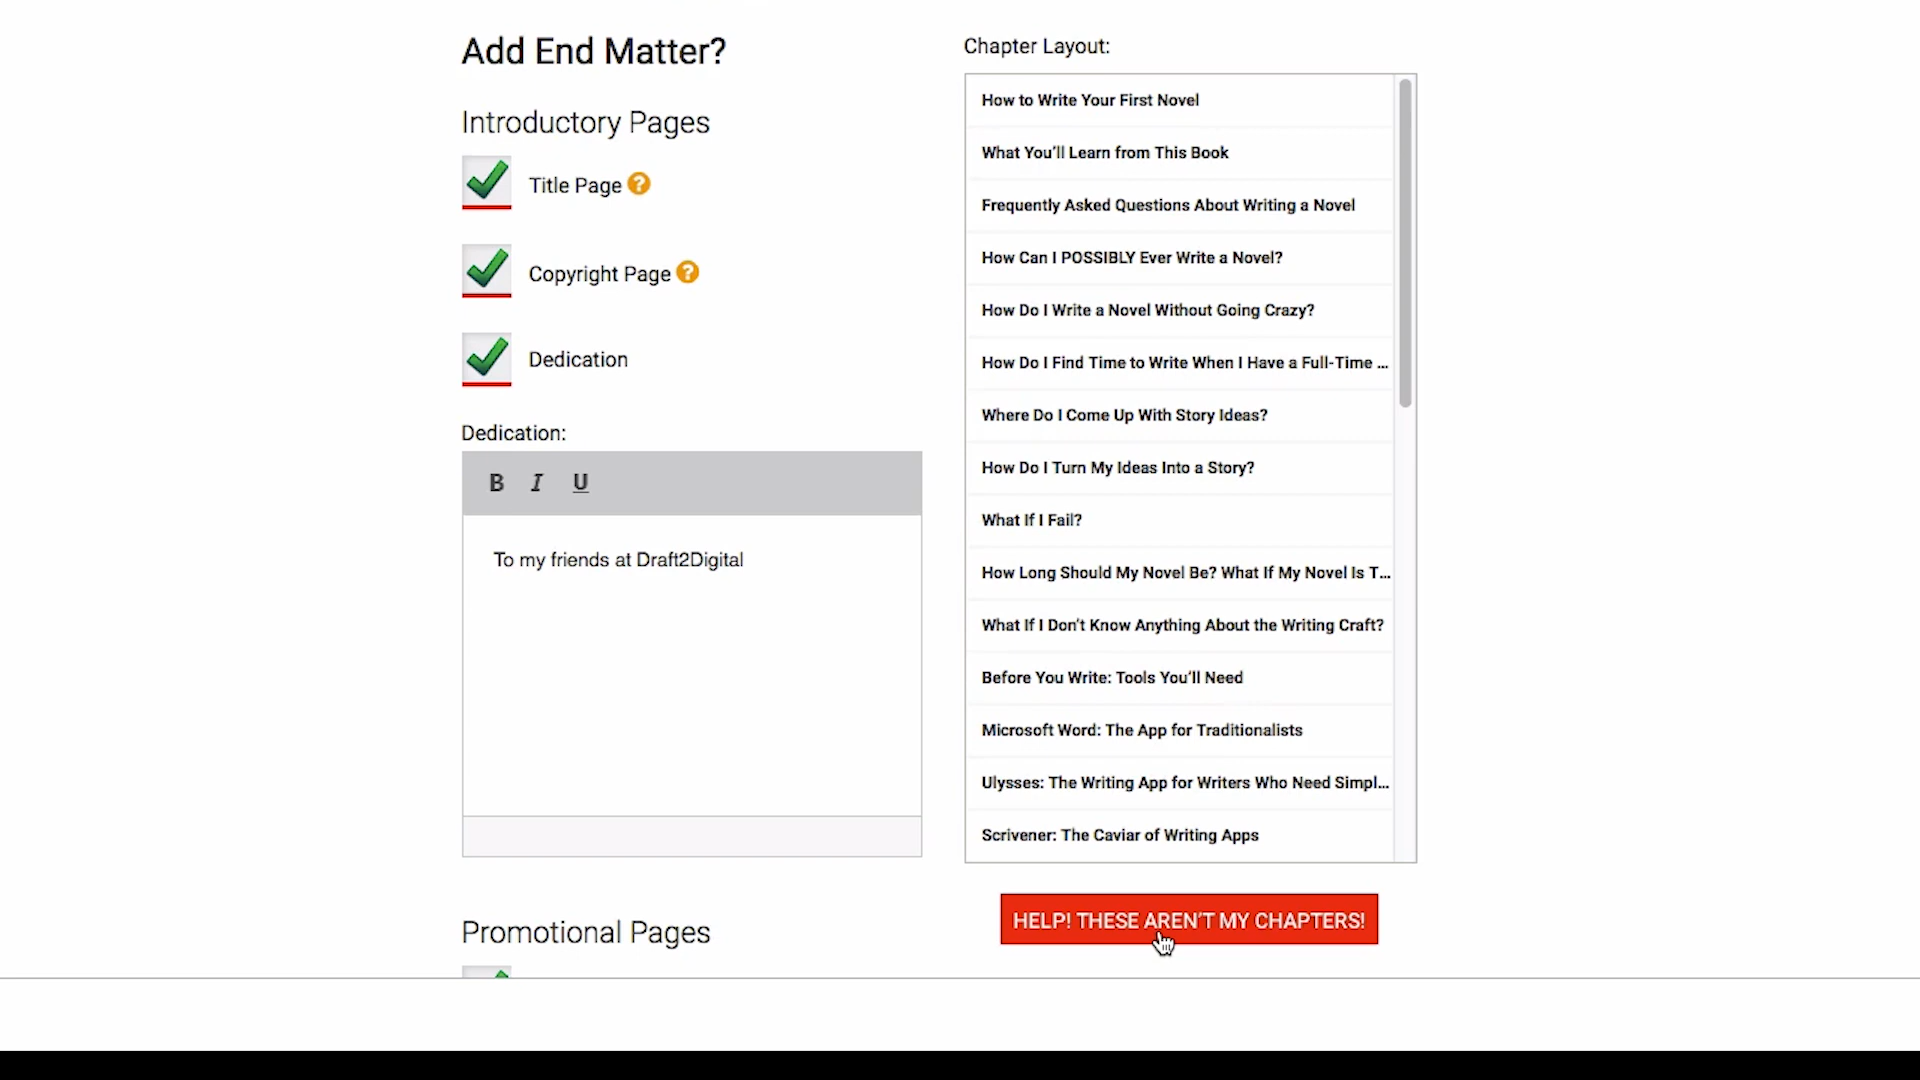 Add End Matter?
Introductory Pages
Title Page ?
Copyright Page ?
Dedication
Dedication:
B I U
To my friends at Draft2Digital
Promotional Pages
Chapter Layout:
How to Write Your First Novel
What You'll Learn from This Book
Frequently Asked Questions About Writing a Novel
How Can I POSSIBLY Ever Write a Novel?
How Do I Write a Novel Without Going Crazy?
How Do I Find Time to Write When I Have a Full-Time ...
Where Do I Come Up With Story Ideas?
How Do I Turn My Ideas Into a Story?
What If I Fail?
How Long Should My Novel Be? What If My Novel Is T...
What If I Don't Know Anything About the Writing Craft?
Before You Write: Tools You'll Need
Microsoft Word: The App for Traditionalists
Ulysses: The Writing App for Writers Who Need Simpl...
Scrivener: The Caviar of Writing Apps
HELP! THESE AREN'T MY CHAPTERS!